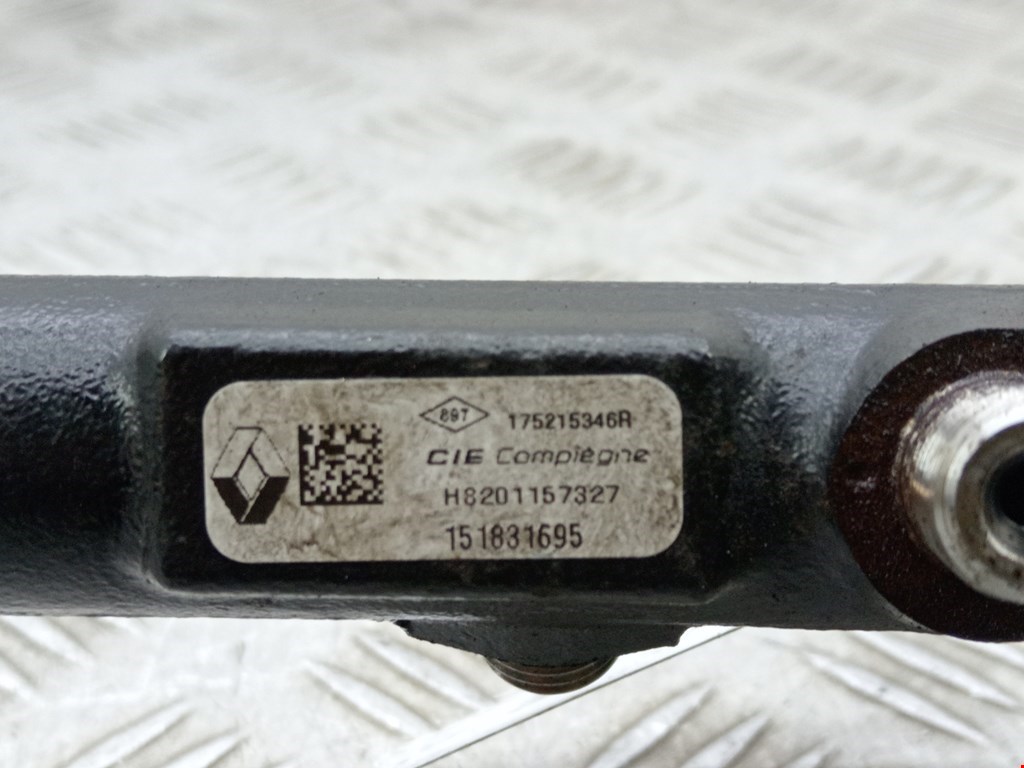 897 175215346R
CIE Compiègne
H8201157327
151831695